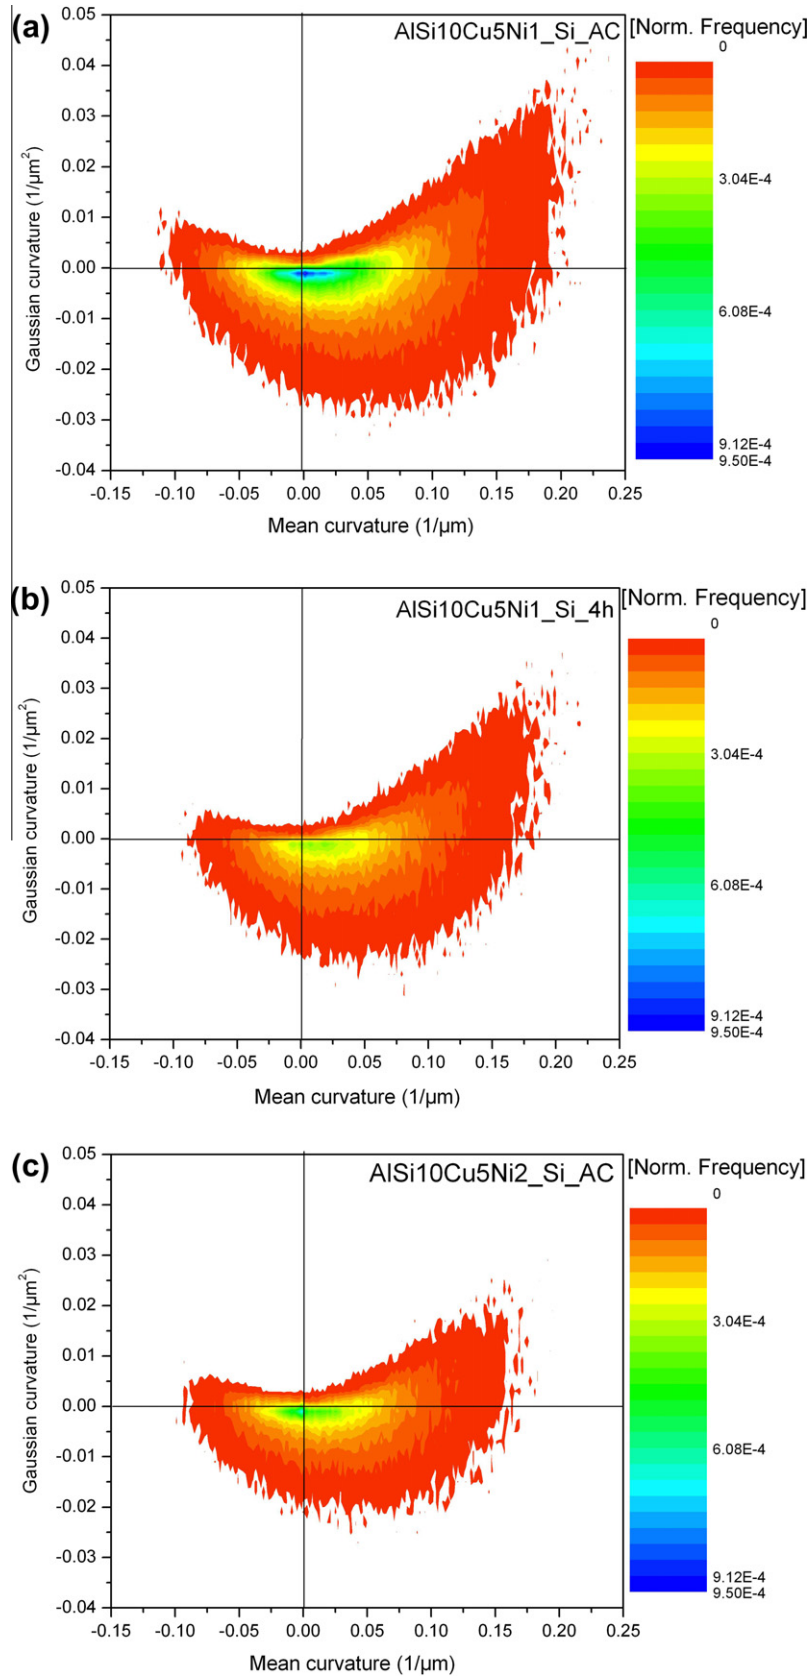 (a)
AlSi10Cu5Ni1_Si_AC
[Norm. Frequency]
0
3.04E-4
6.08E-4
9.12E-4
9.50E-4
Gaussian curvature (1/µm²)
0.05
0.04
0.03
0.02
0.01
0.00
-0.01
-0.02
-0.03
-0.04
-0.15 -0.10 -0.05 0.00 0.05 0.10 0.15 0.20 0.25
Mean curvature (1/µm)
(b)
AlSi10Cu5Ni1_Si_4h
[Norm. Frequency]
0
3.04E-4
6.08E-4
9.12E-4
9.50E-4
Gaussian curvature (1/µm²)
0.05
0.04
0.03
0.02
0.01
0.00
-0.01
-0.02
-0.03
-0.04
-0.15 -0.10 -0.05 0.00 0.05 0.10 0.15 0.20 0.25
Mean curvature (1/µm)
(c)
AlSi10Cu5Ni2_Si_AC
[Norm. Frequency]
0
3.04E-4
6.08E-4
9.12E-4
9.50E-4
Gaussian curvature (1/µm²)
0.05
0.04
0.03
0.02
0.01
0.00
-0.01
-0.02
-0.03
-0.04
-0.15 -0.10 -0.05 0.00 0.05 0.10 0.15 0.20 0.25
Mean curvature (1/µm)